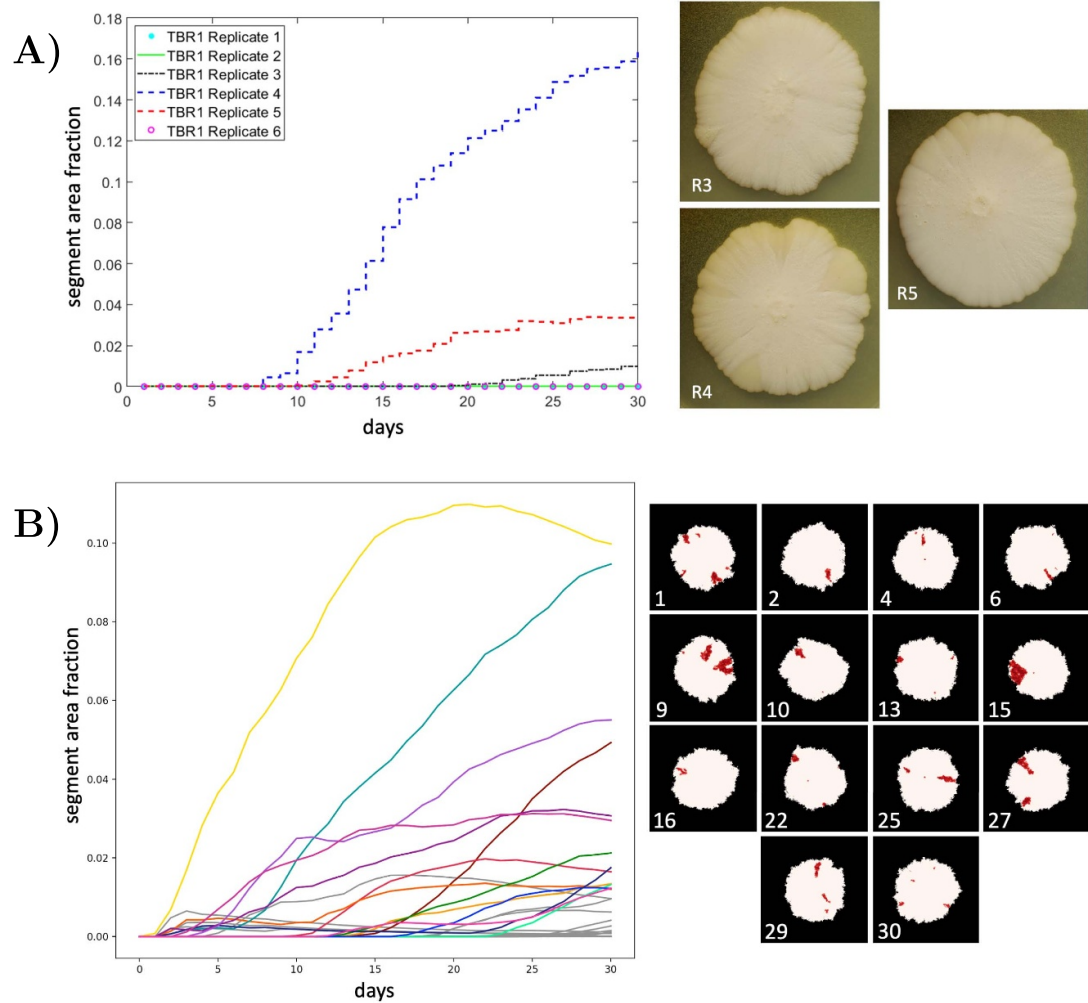 A)
0.18
0.16
0.14
0.12
0.1
0.08
0.06
0.04
0.02
0
segment area fraction
TBR1 Replicate 1
TBR1 Replicate 2
TBR1 Replicate 3
TBR1 Replicate 4
TBR1 Replicate 5
TBR1 Replicate 6
0 5 10 15 20 25 30
days
R3
R5
R4
B)
0.10
0.08
0.06
0.04
0.02
0.00
segment area fraction
0 5 10 15 20 25 30
days
1 2 4 6
9 10 13 15
16 22 25 27
29 30